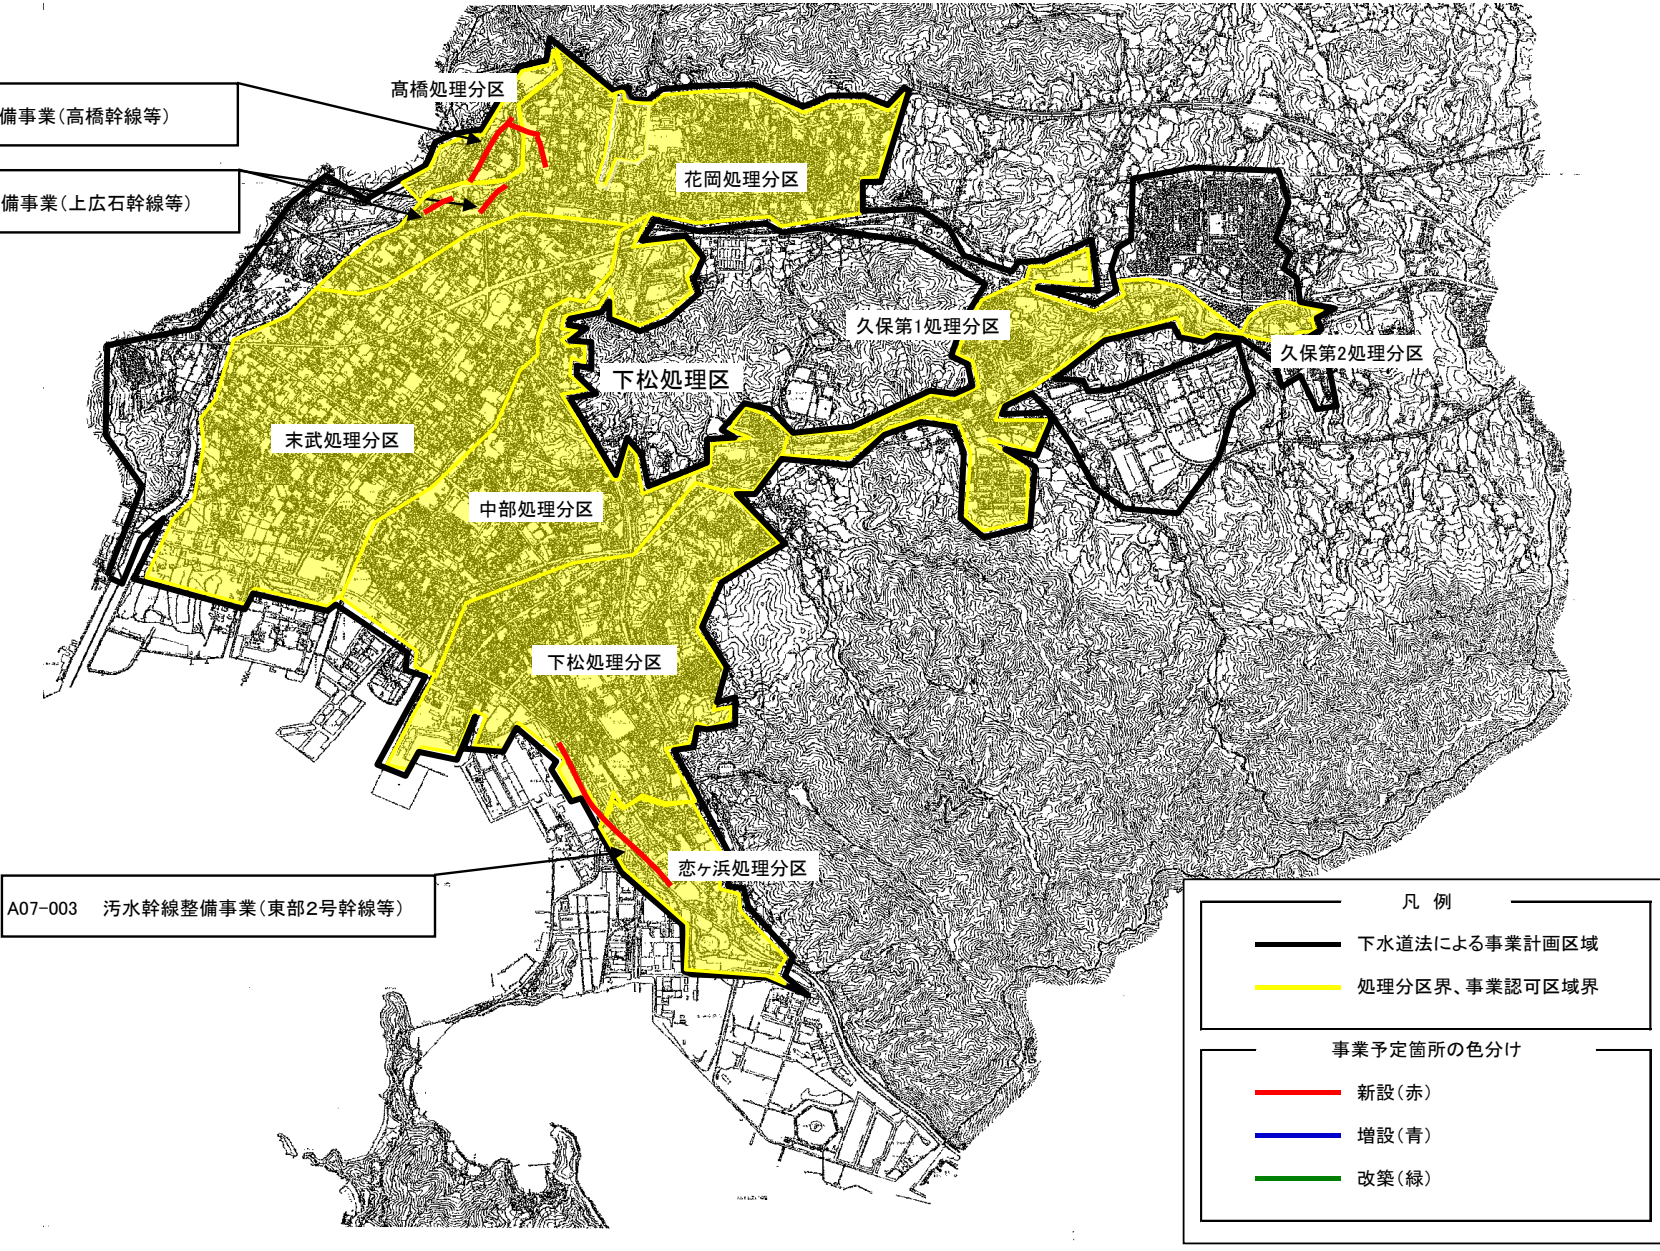 髙橋処理分区
備事業(高橋幹線等)
花岡処理分区
備事業(上広石幹線等)
久保第1処理分区
久保第2処理分区
下松処理区
末武処理分区
中部処理分区
下松処理分区
恋ヶ浜処理分区
A07-003 汚水幹線整備事業(東部2号幹線等)
凡 例
下水道法による事業計画区域
処理分区界、事業認可区域界
事業予定箇所の色分け
新設(赤)
増設(青)
改築(緑)